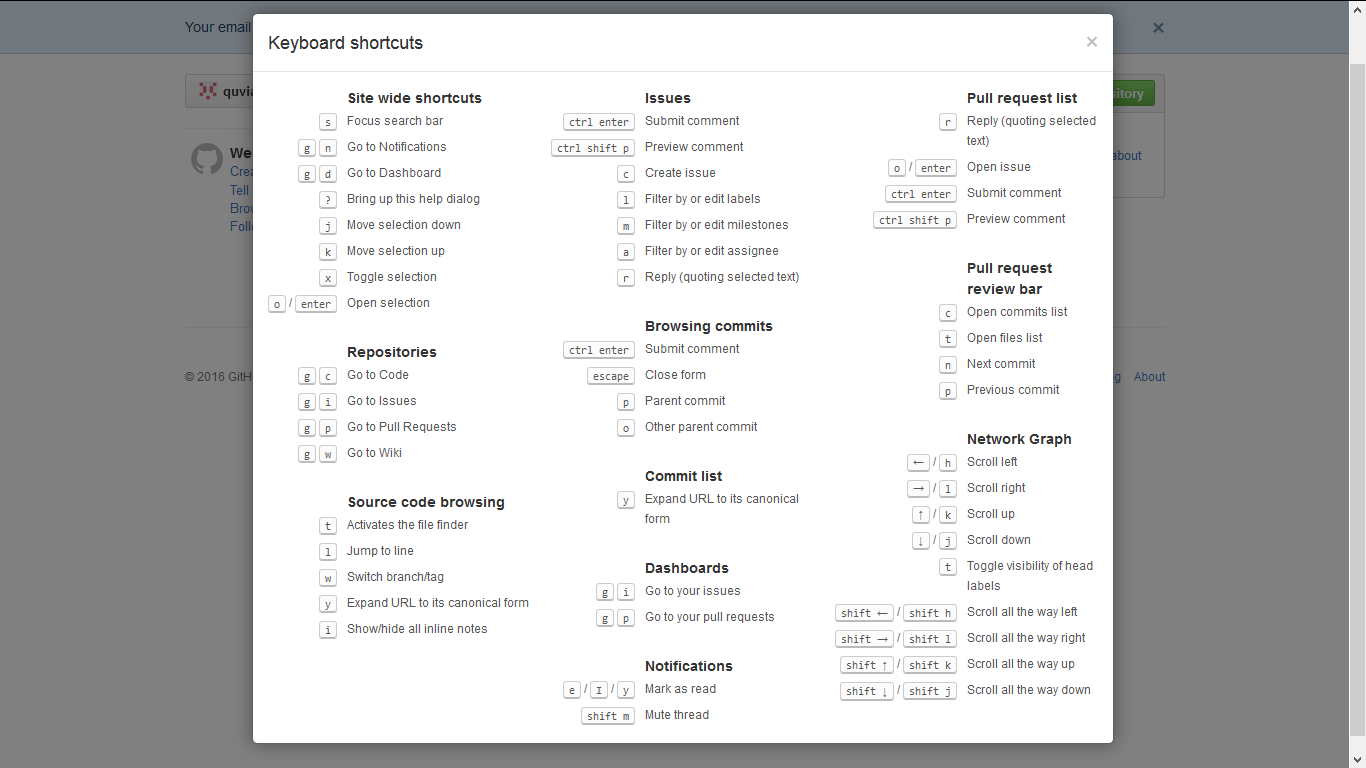 Your email
Keyboard shortcuts
×
×
quvia
sitory
We
Crea
Tell
Brow
Follo
about
© 2016 GitH
g About
Site wide shortcuts
s Focus search bar
g n Go to Notifications
g d Go to Dashboard
? Bring up this help dialog
j Move selection down
k Move selection up
x Toggle selection
o / enter Open selection
Repositories
g c Go to Code
g i Go to Issues
g p Go to Pull Requests
g w Go to Wiki
Source code browsing
t Activates the file finder
l Jump to line
w Switch branch/tag
y Expand URL to its canonical form
i Show/hide all inline notes
Issues
ctrl enter Submit comment
ctrl shift p Preview comment
c Create issue
l Filter by or edit labels
m Filter by or edit milestones
a Filter by or edit assignee
r Reply (quoting selected text)
Browsing commits
ctrl enter Submit comment
escape Close form
p Parent commit
o Other parent commit
Commit list
y Expand URL to its canonical
form
Dashboards
g i Go to your issues
g p Go to your pull requests
Notifications
e / I / y Mark as read
shift m Mute thread
Pull request list
r Reply (quoting selected
text)
o / enter Open issue
ctrl enter Submit comment
ctrl shift p Preview comment
Pull request
review bar
c Open commits list
t Open files list
n Next commit
p Previous commit
Network Graph
← / h Scroll left
→ / l Scroll right
↑ / k Scroll up
↓ / j Scroll down
t Toggle visibility of head
labels
shift ← / shift h Scroll all the way left
shift → / shift l Scroll all the way right
shift ↑ / shift k Scroll all the way up
shift ↓ / shift j Scroll all the way down